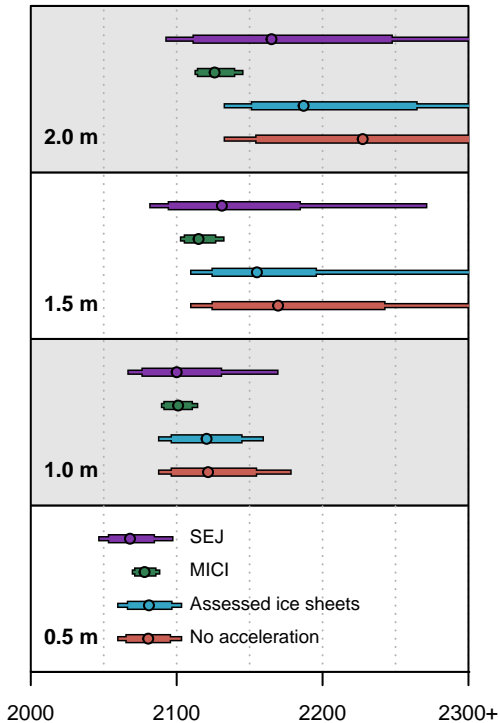 2.0 m
1.5 m
1.0 m
SEJ
MICI
Assessed ice sheets
0.5 m No acceleration
2000 2100 2200 2300+